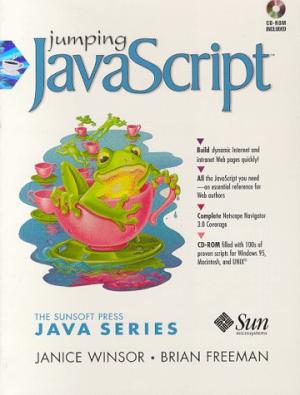 CD-ROM
INCLUDED
jumping
JavaScript™
Build dynamic Internet and
intranet Web pages quickly!
All the JavaScript you need
—an essential reference for
Web authors
Complete Netscape Navigator
3.0 Coverage
CD-ROM filled with 100s of
proven scripts for Windows 95,
Macintosh, and UNIX®
THE SUNSOFT PRESS
JAVA SERIES
Sun
microsystems
JANICE WINSOR • BRIAN FREEMAN